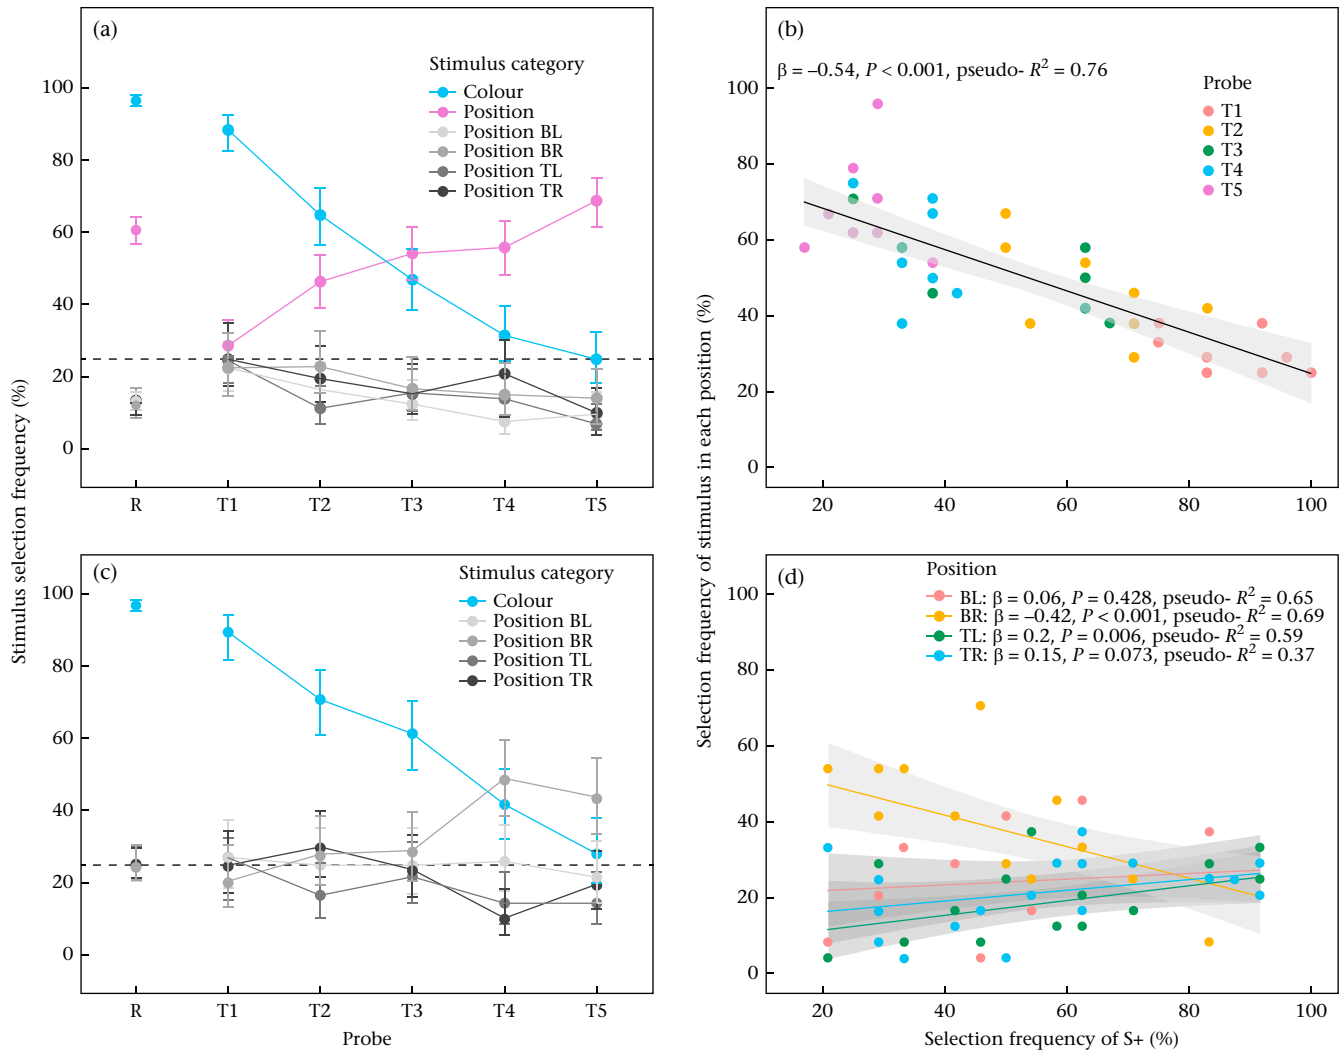 (a)
Stimulus category
Colour
Position
Position BL
Position BR
Position TL
Position TR
100
80
60
40
20
0
R T1 T2 T3 T4 T5
(b)
β = –0.54, P < 0.001, pseudo- R² = 0.76
Probe
T1
T2
T3
T4
T5
100
80
60
40
20
0
20 40 60 80 100
Stimulus selection frequency (%)
Selection frequency of stimulus in each position (%)
(c)
Stimulus category
Colour
Position BL
Position BR
Position TL
Position TR
100
80
60
40
20
0
R T1 T2 T3 T4 T5
Probe
(d)
Position
BL: β = 0.06, P = 0.428, pseudo- R² = 0.65
BR: β = –0.42, P < 0.001, pseudo- R² = 0.69
TL: β = 0.2, P = 0.006, pseudo- R² = 0.59
TR: β = 0.15, P = 0.073, pseudo- R² = 0.37
100
80
60
40
20
0
20 40 60 80 100
Selection frequency of S+ (%)